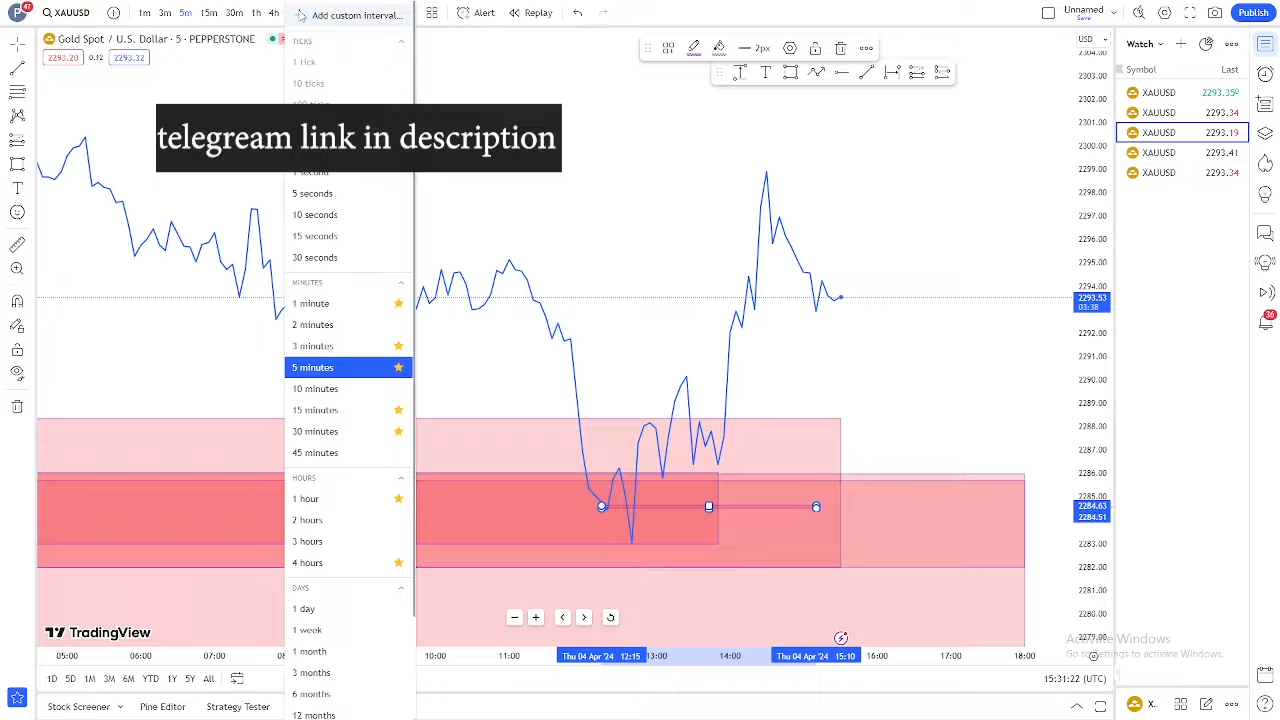 P 47 XAUUSD 1m 3m 5m 15m 30m 1h 4h Add custom interval... Alert Replay Unnamed Save Publish
Gold Spot / U.S. Dollar · 5 · PEPPERSTONE
2293.20 0.12 2293.32
2px
USD
Watch
Symbol Last
XAUUSD 2293.350
XAUUSD 2293.34
XAUUSD 2293.19
XAUUSD 2293.41
XAUUSD 2293.34
36
TICKS
1 tick
10 ticks
telegream link in description
5 seconds
10 seconds
15 seconds
30 seconds
MINUTES
1 minute
2 minutes
3 minutes
5 minutes
10 minutes
15 minutes
30 minutes
45 minutes
HOURS
1 hour
2 hours
3 hours
4 hours
DAYS
1 day
1 week
1 month
3 months
6 months
12 months
2304.00
2303.00
2302.00
2301.00
2300.00
2299.00
2298.00
2297.00
2296.00
2295.00
2294.00
2293.53
03:38
2292.00
2291.00
2290.00
2289.00
2288.00
2287.00
2286.00
2285.00
2284.63
2284.51
2283.00
2282.00
2281.00
2280.00
2279.00
TradingView
Activate Windows
Go to Settings to activate Windows.
05:00 06:00 07:00 10:00 11:00 Thu 04 Apr '24 12:15 13:00 14:00 Thu 04 Apr '24 15:10 16:00 17:00 18:00
1D 5D 1M 3M 6M YTD 1Y 5Y All 15:31:22 (UTC)
Stock Screener Pine Editor Strategy Tester X..